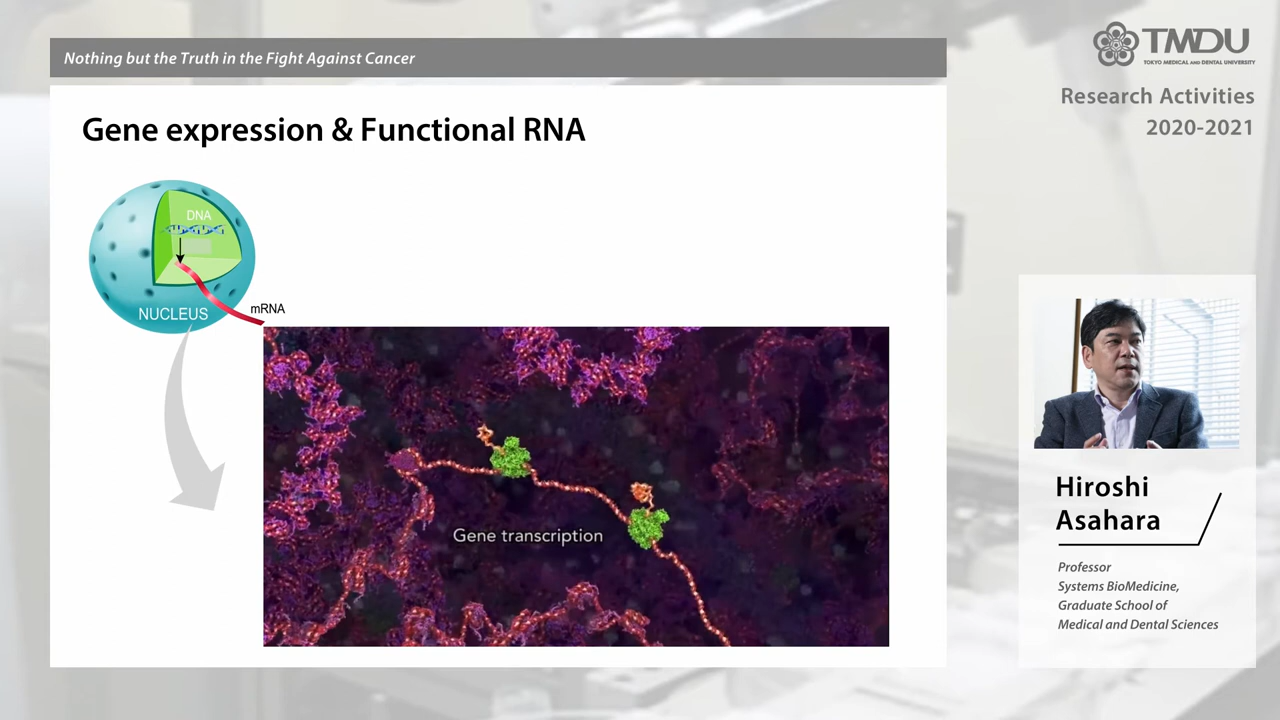 Nothing but the Truth in the Fight Against Cancer
Gene expression & Functional RNA
DNA
NUCLEUS
mRNA
Gene transcription
TMDU
TOKYO MEDICAL AND DENTAL UNIVERSITY
Research Activities
2020-2021
Hiroshi
Asahara
Professor
Systems BioMedicine,
Graduate School of
Medical and Dental Sciences